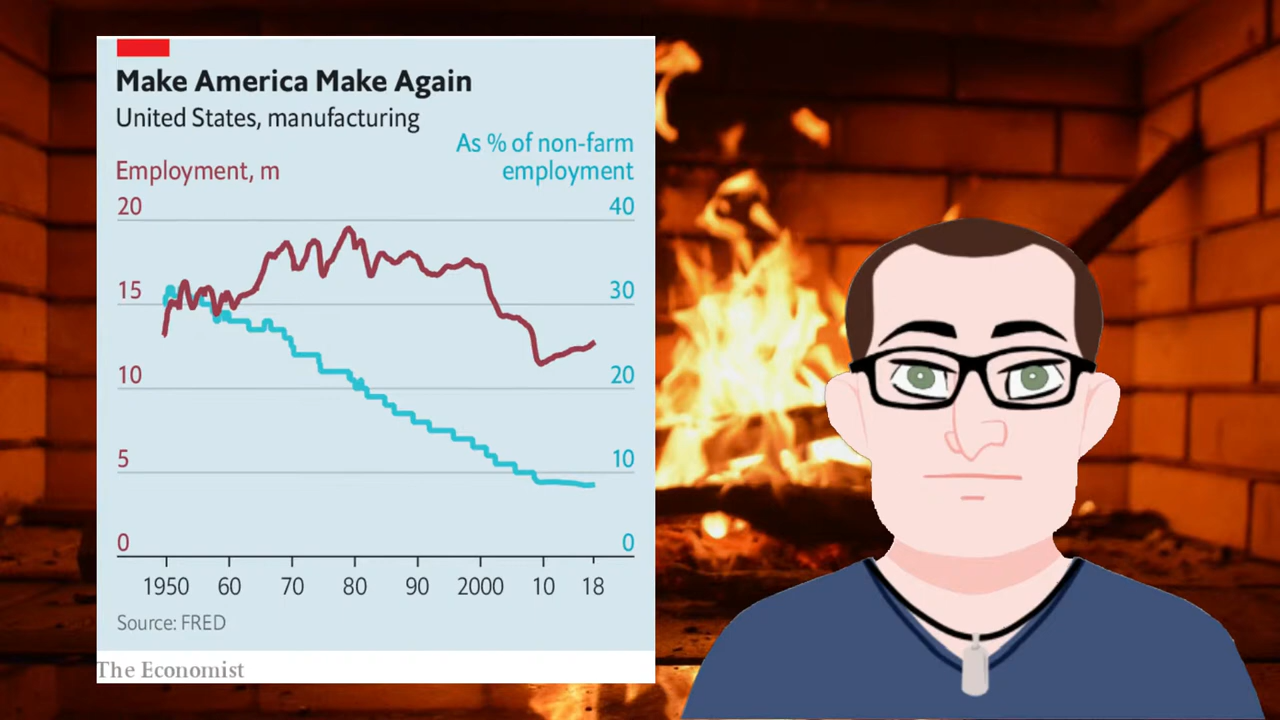 Make America Make Again
United States, manufacturing
As % of non-farm
employment
Employment, m
20 40
15 30
10 20
5 10
0 0
1950 60 70 80 90 2000 10 18
Source: FRED
The Economist